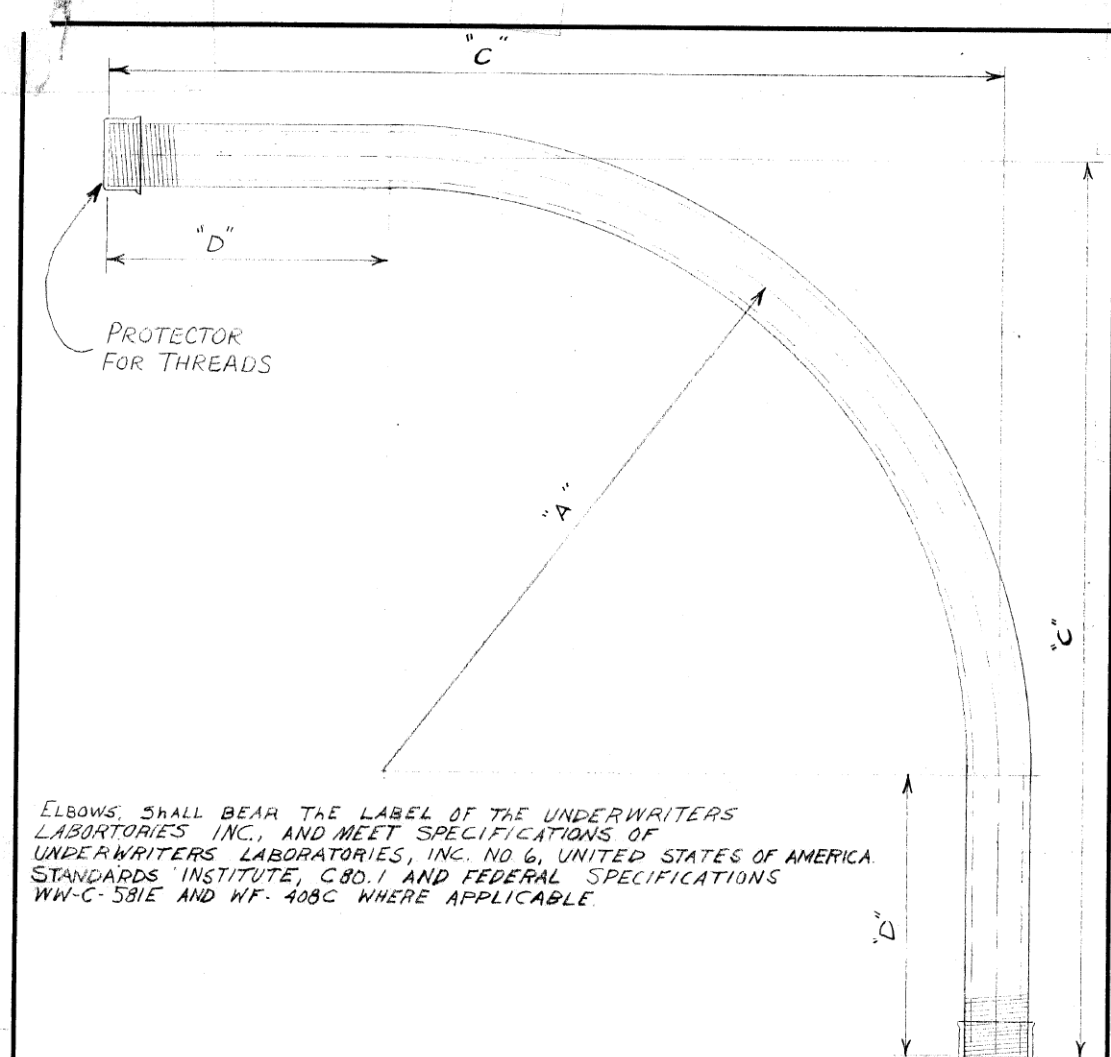 "C"
"D"
PROTECTOR
FOR THREADS
"A"
"C"
ELBOWS, SHALL BEAR THE LABEL OF THE UNDERWRITERS
LABORTORIES INC., AND MEET SPECIFICATIONS OF
UNDERWRITERS LABORATORIES, INC. NO 6, UNITED STATES OF AMERICA
STANDARDS INSTITUTE, C80.1 AND FEDERAL SPECIFICATIONS
WW-C-581E AND WF-408C WHERE APPLICABLE.
"D"